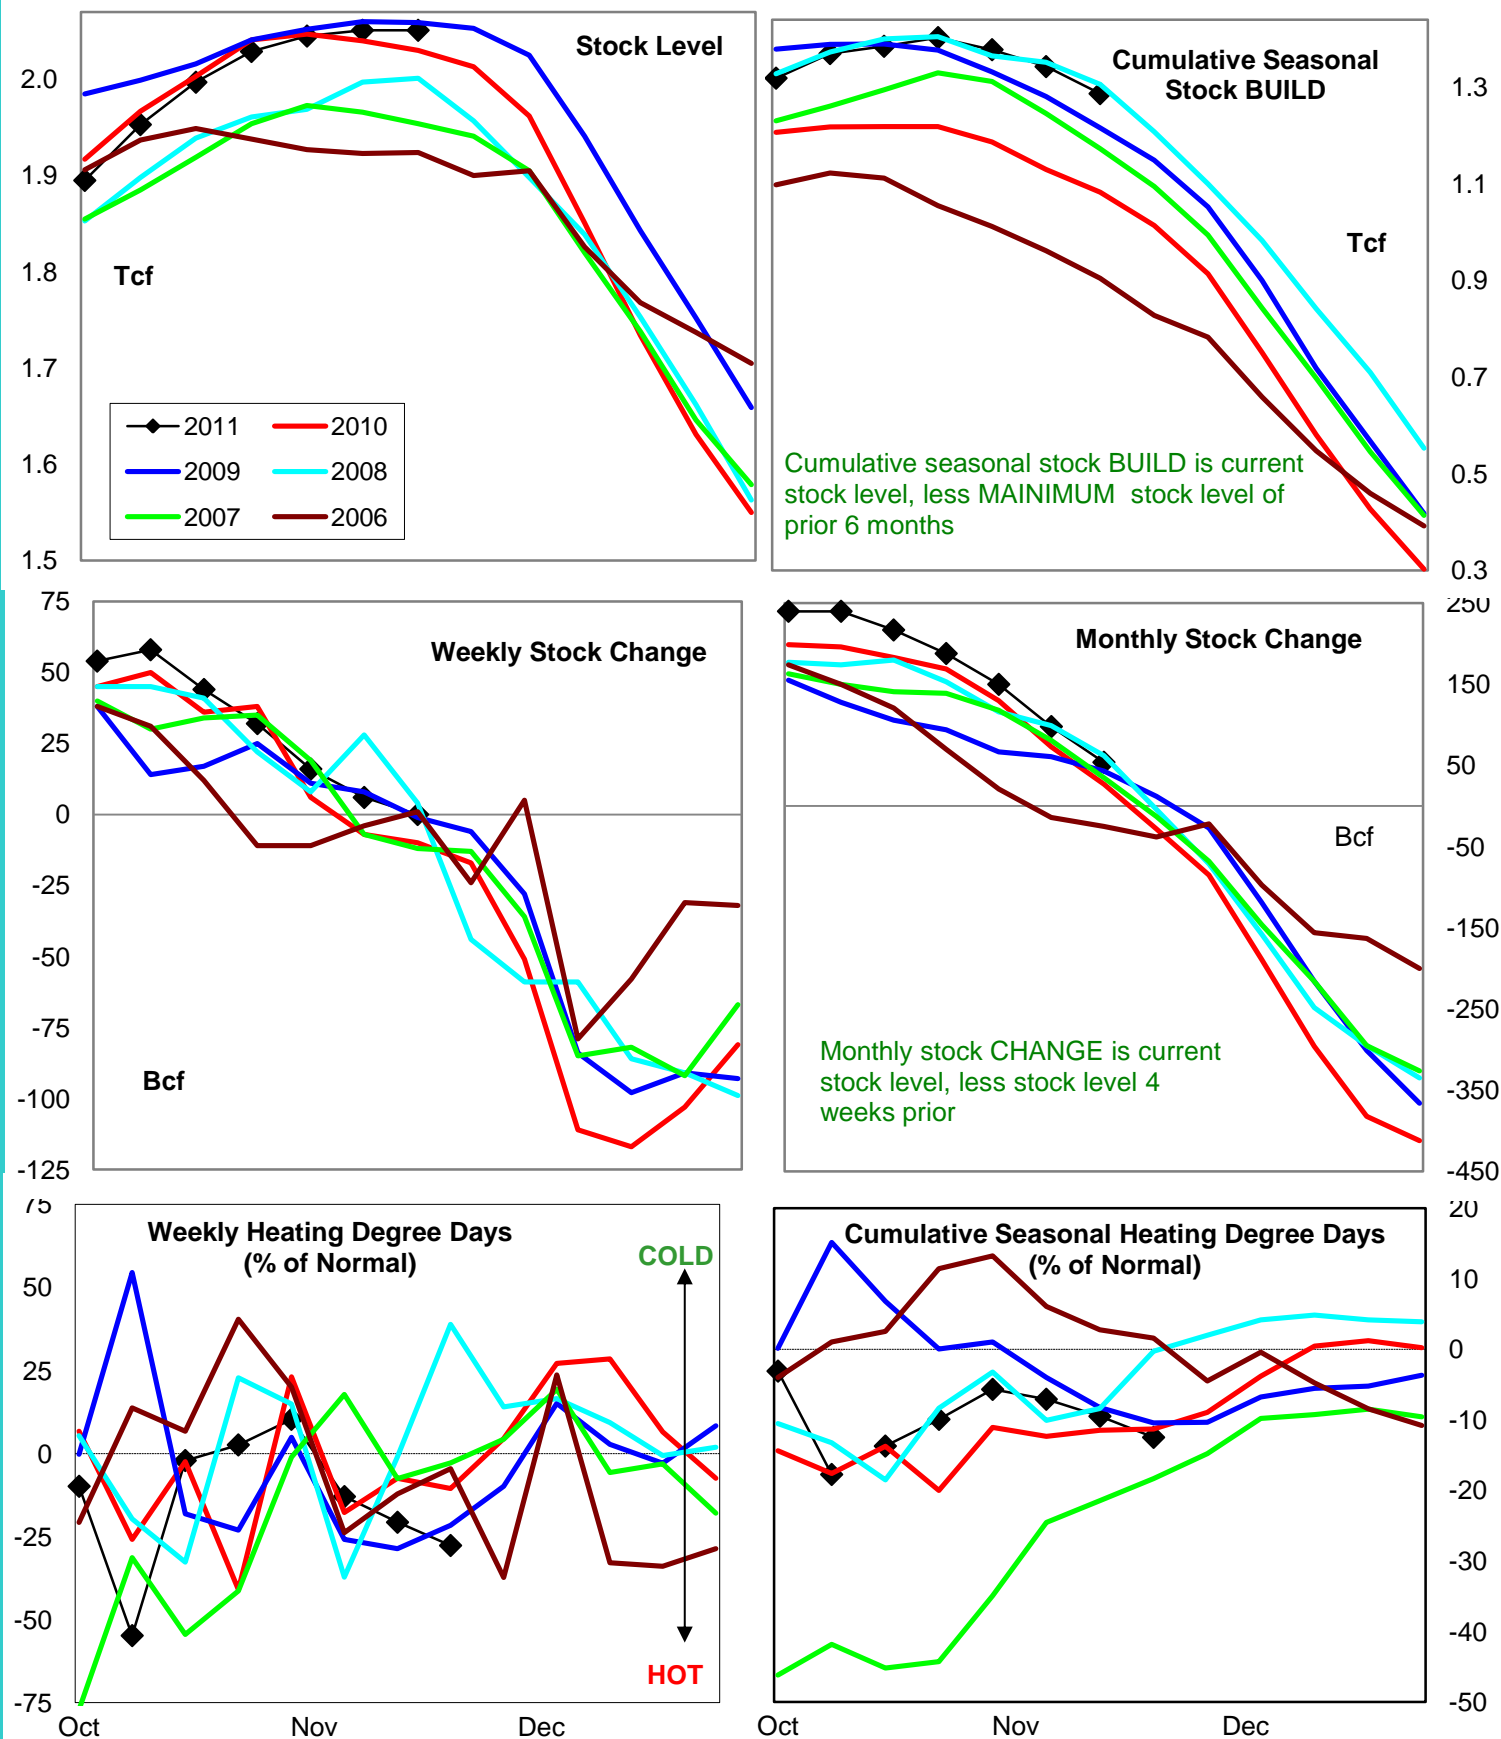 Stock Level
2.0
1.9
1.8
1.7
1.6
1.5
Tcf
2011
2010
2009
2008
2007
2006
Cumulative Seasonal
Stock BUILD
1.3
1.1
0.9
0.7
0.5
0.3
Tcf
Cumulative seasonal stock BUILD is current
stock level, less MAINIMUM stock level of
prior 6 months
Weekly Stock Change
75
50
25
0
-25
-50
-75
-100
-125
Bcf
Monthly Stock Change
250
150
50
-50
-150
-250
-350
-450
Bcf
Monthly stock CHANGE is current
stock level, less stock level 4
weeks prior
Weekly Heating Degree Days
(% of Normal)
75
50
25
0
-25
-50
-75
COLD
HOT
Oct
Nov
Dec
Cumulative Seasonal Heating Degree Days
(% of Normal)
20
10
0
-10
-20
-30
-40
-50
Oct
Nov
Dec